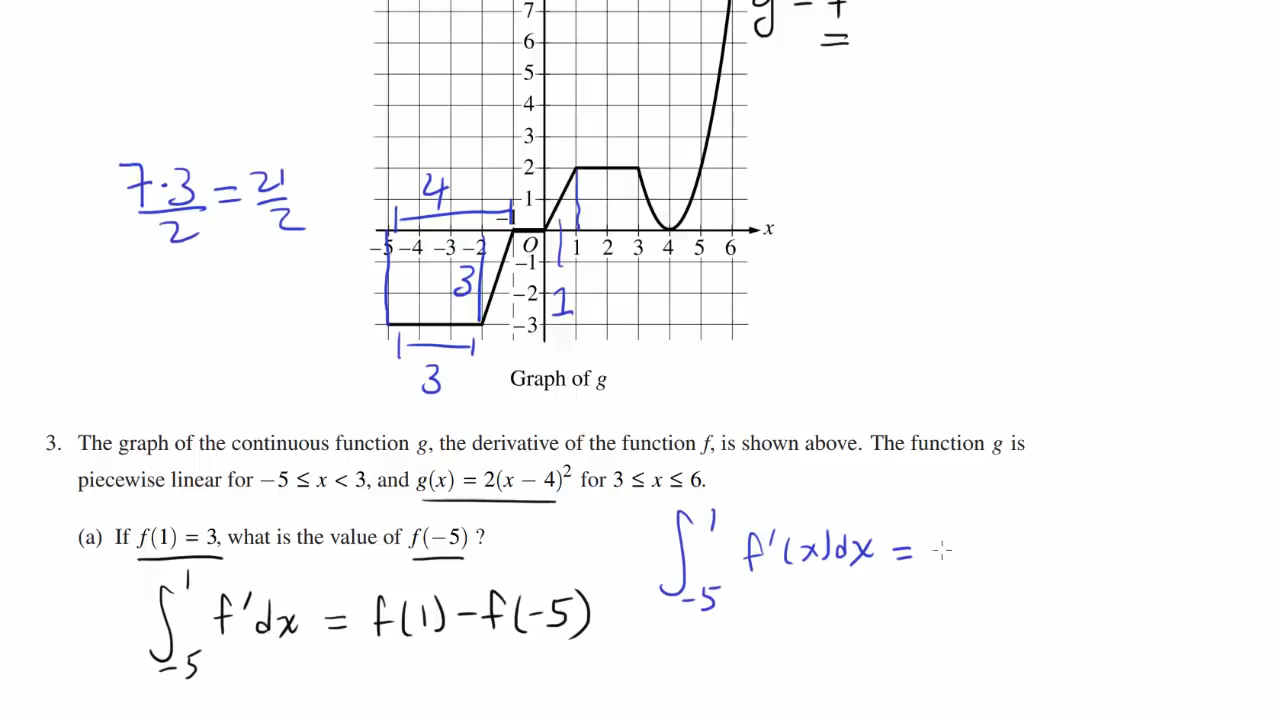 7
y =
6
5
4
3
2
1
7·3/2 = 21/2
4
−1
−5 −4 −3 −2 O 1 2 3 4 5 6 x
−1
3
−2
1
−3
3
Graph of g
3. The graph of the continuous function g, the derivative of the function f, is shown above. The function g is
piecewise linear for −5 ≤ x < 3, and g(x) = 2(x − 4)² for 3 ≤ x ≤ 6.
(a) If f(1) = 3, what is the value of f(−5) ?
∫₋₅¹ f'(x)dx =
∫₋₅¹ f'dx = f(1) − f(−5)